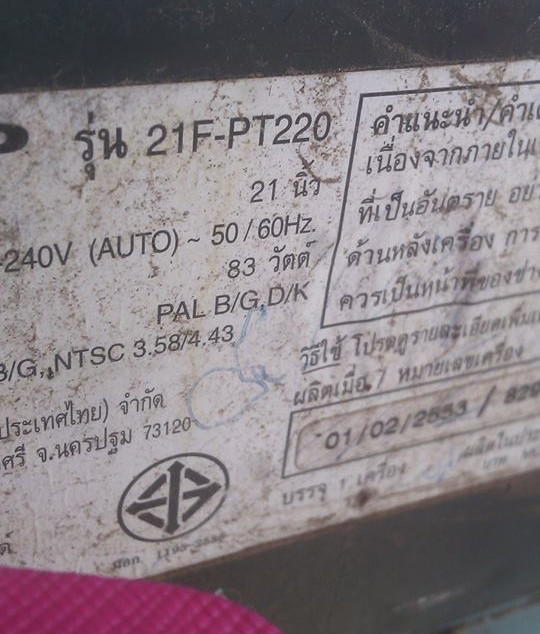 P รุ่น 21F-PT220
21 นิ้ว
-240V (AUTO) ~ 50 / 60Hz.
83 วัตต์
PAL B/G,D/K
B/G, NTSC 3.58/4.43
ประเทศไทย) จำกัด
ศรี จ.นครปฐม 73120
มอก.
คำแนะนำ/คำเ
เนื่องจากภายในเ
ที่เป็นอันตราย อย่
ด้านหลังเครื่อง การ
ควรเป็นหน้าที่ของช่าง
วิธีใช้ โปรดดูรายละเอียดเพิ่มเ
ผลิตเมื่อ / หมายเลขเครื่อง
01/02/2553 / 820
บรรจุ 1 เครื่อง